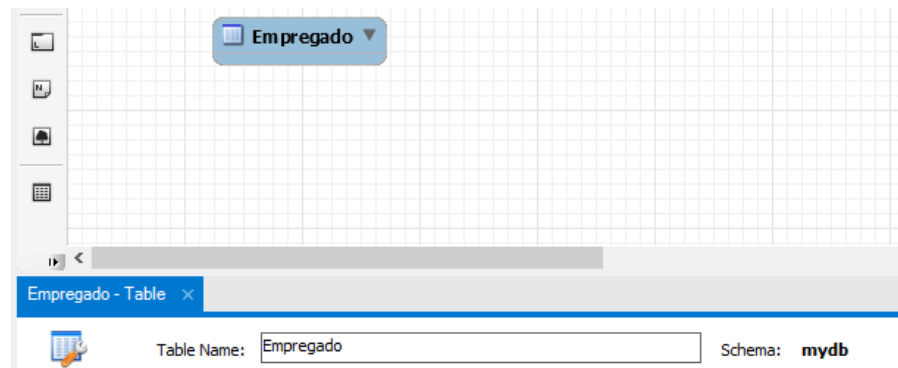 Empregado
N
Empregado - Table
Table Name: Empregado Schema: mydb